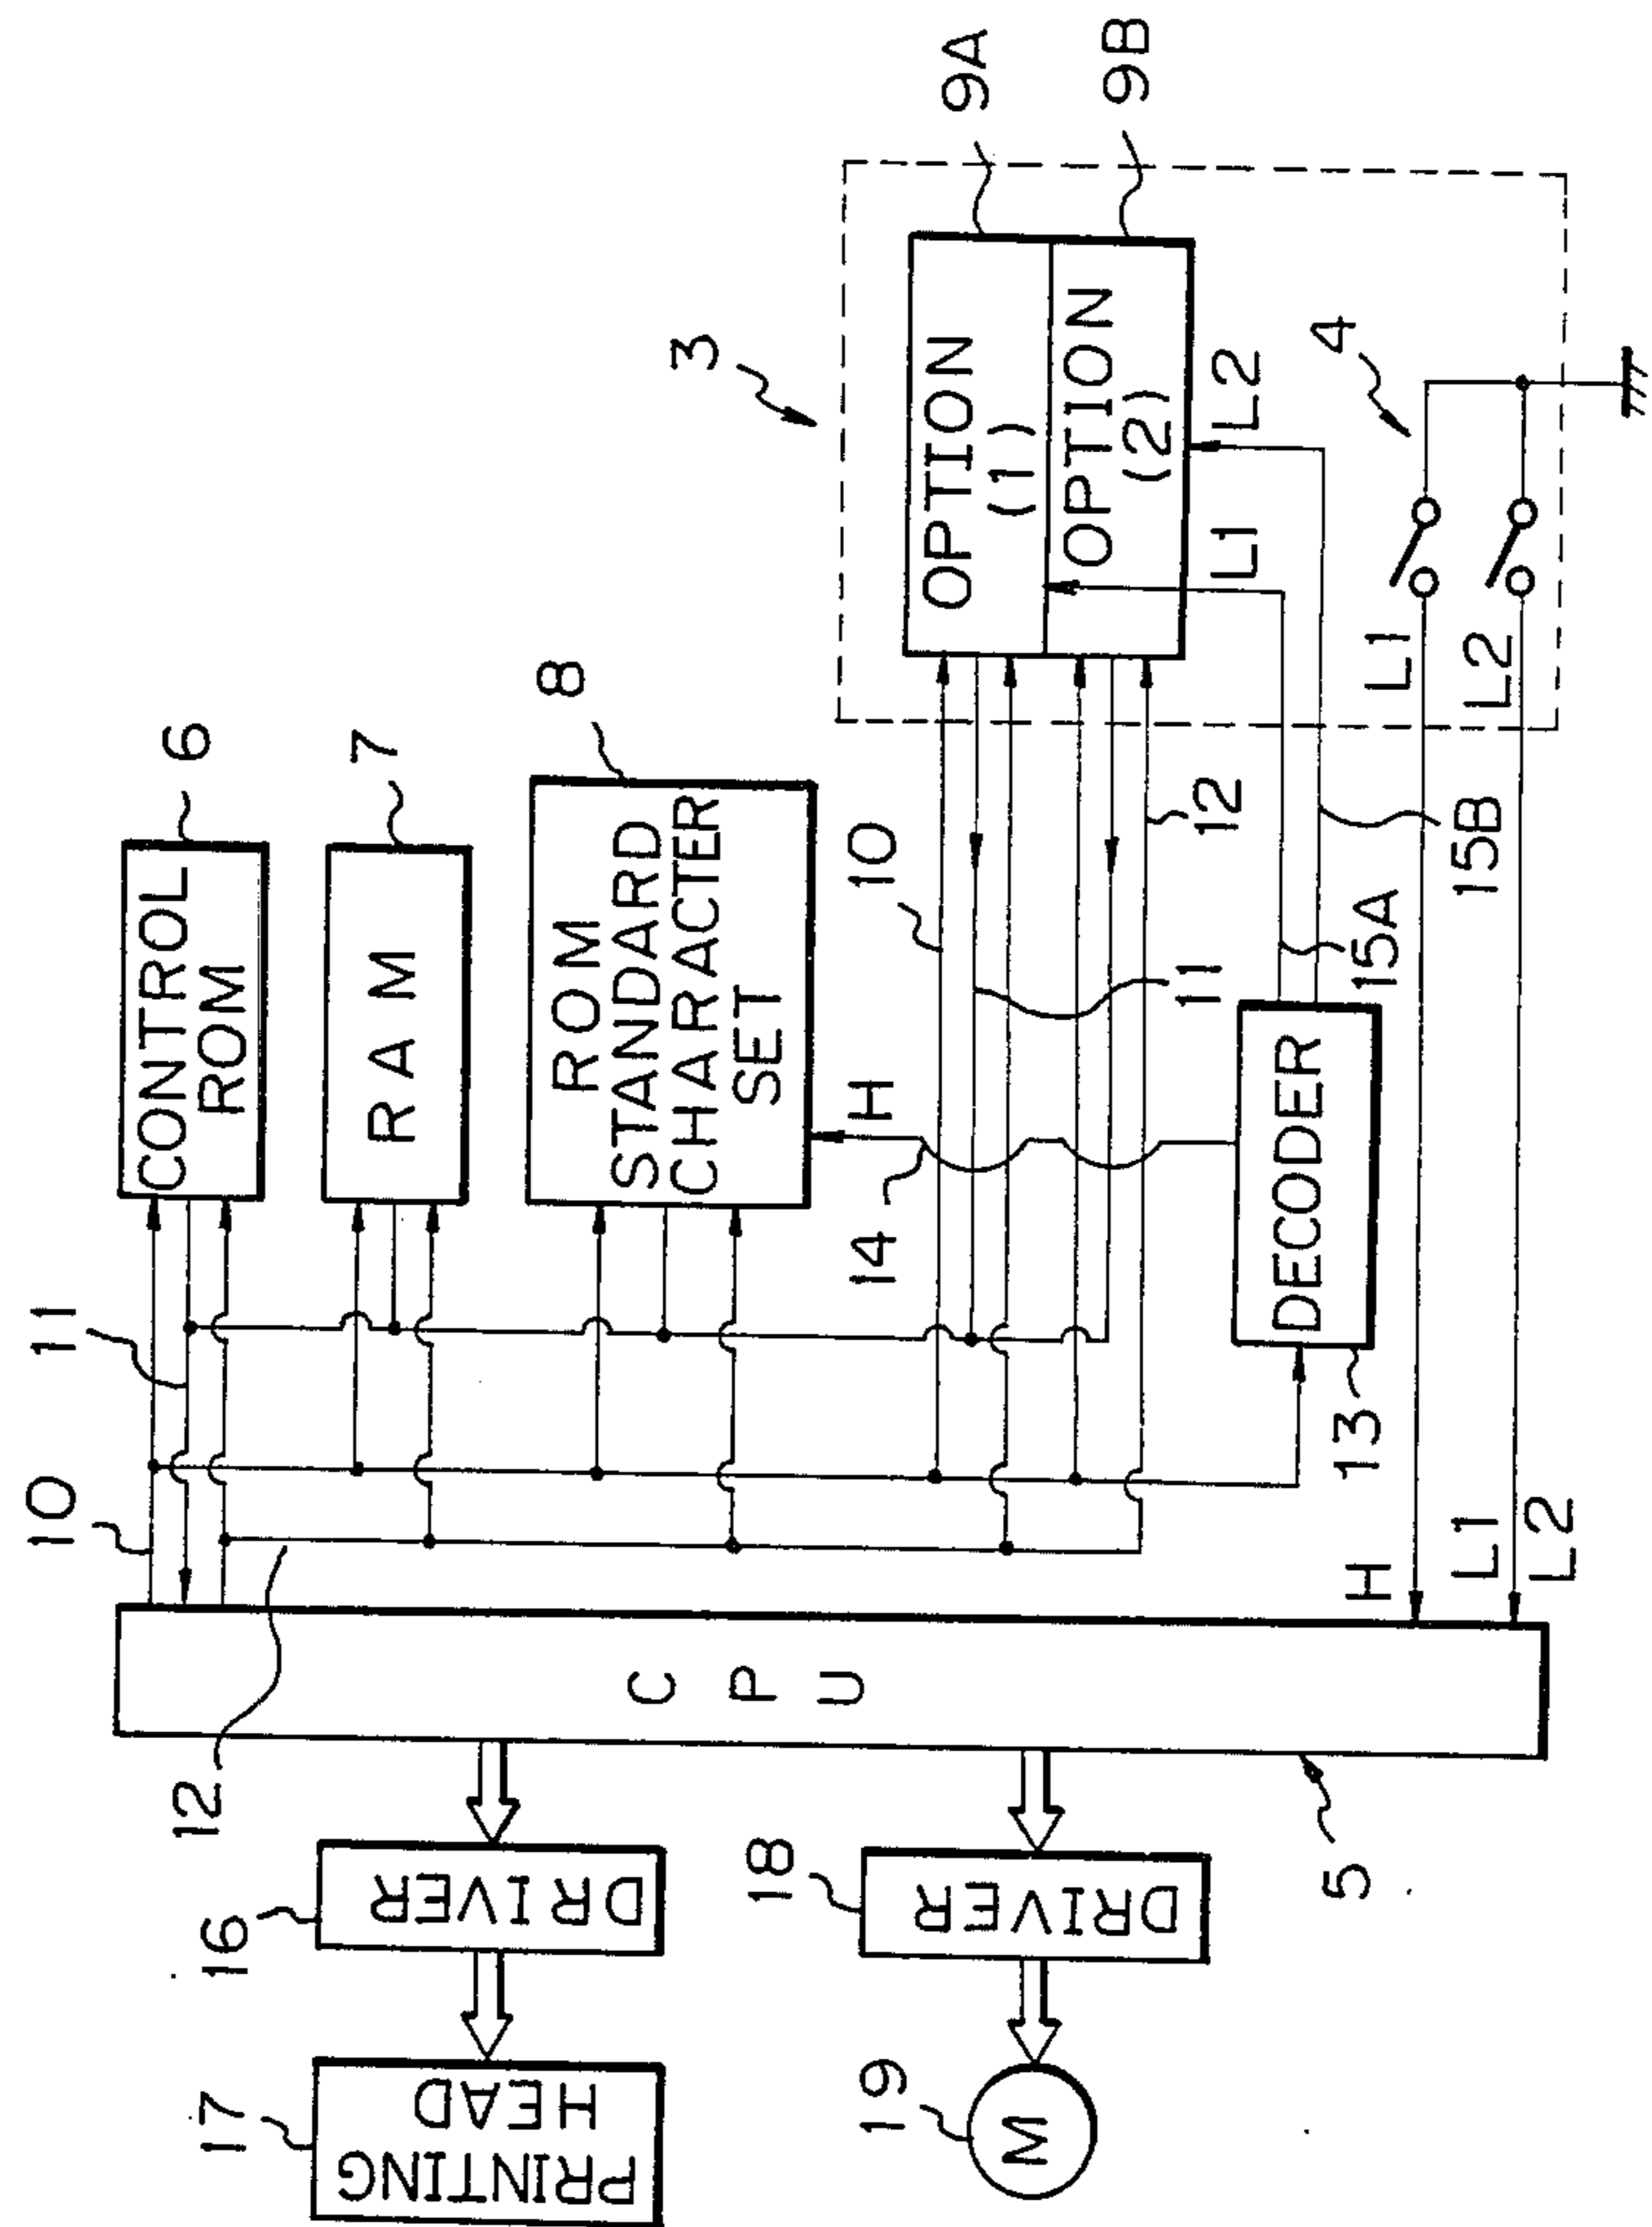 10
11
12
CONTROL
ROM
6
R A M
7
ROM
STANDARD
CHARACTER
SET
8
H
14
3
OPTION
(1)
OPTION
(2)
9A
9B
10
11
12
L1
L2
4
L1
L2
15A
15B
DECODER
13
H
L1
L2
C P U
5
DRIVER
16
PRINTING
HEAD
17
DRIVER
18
M
19